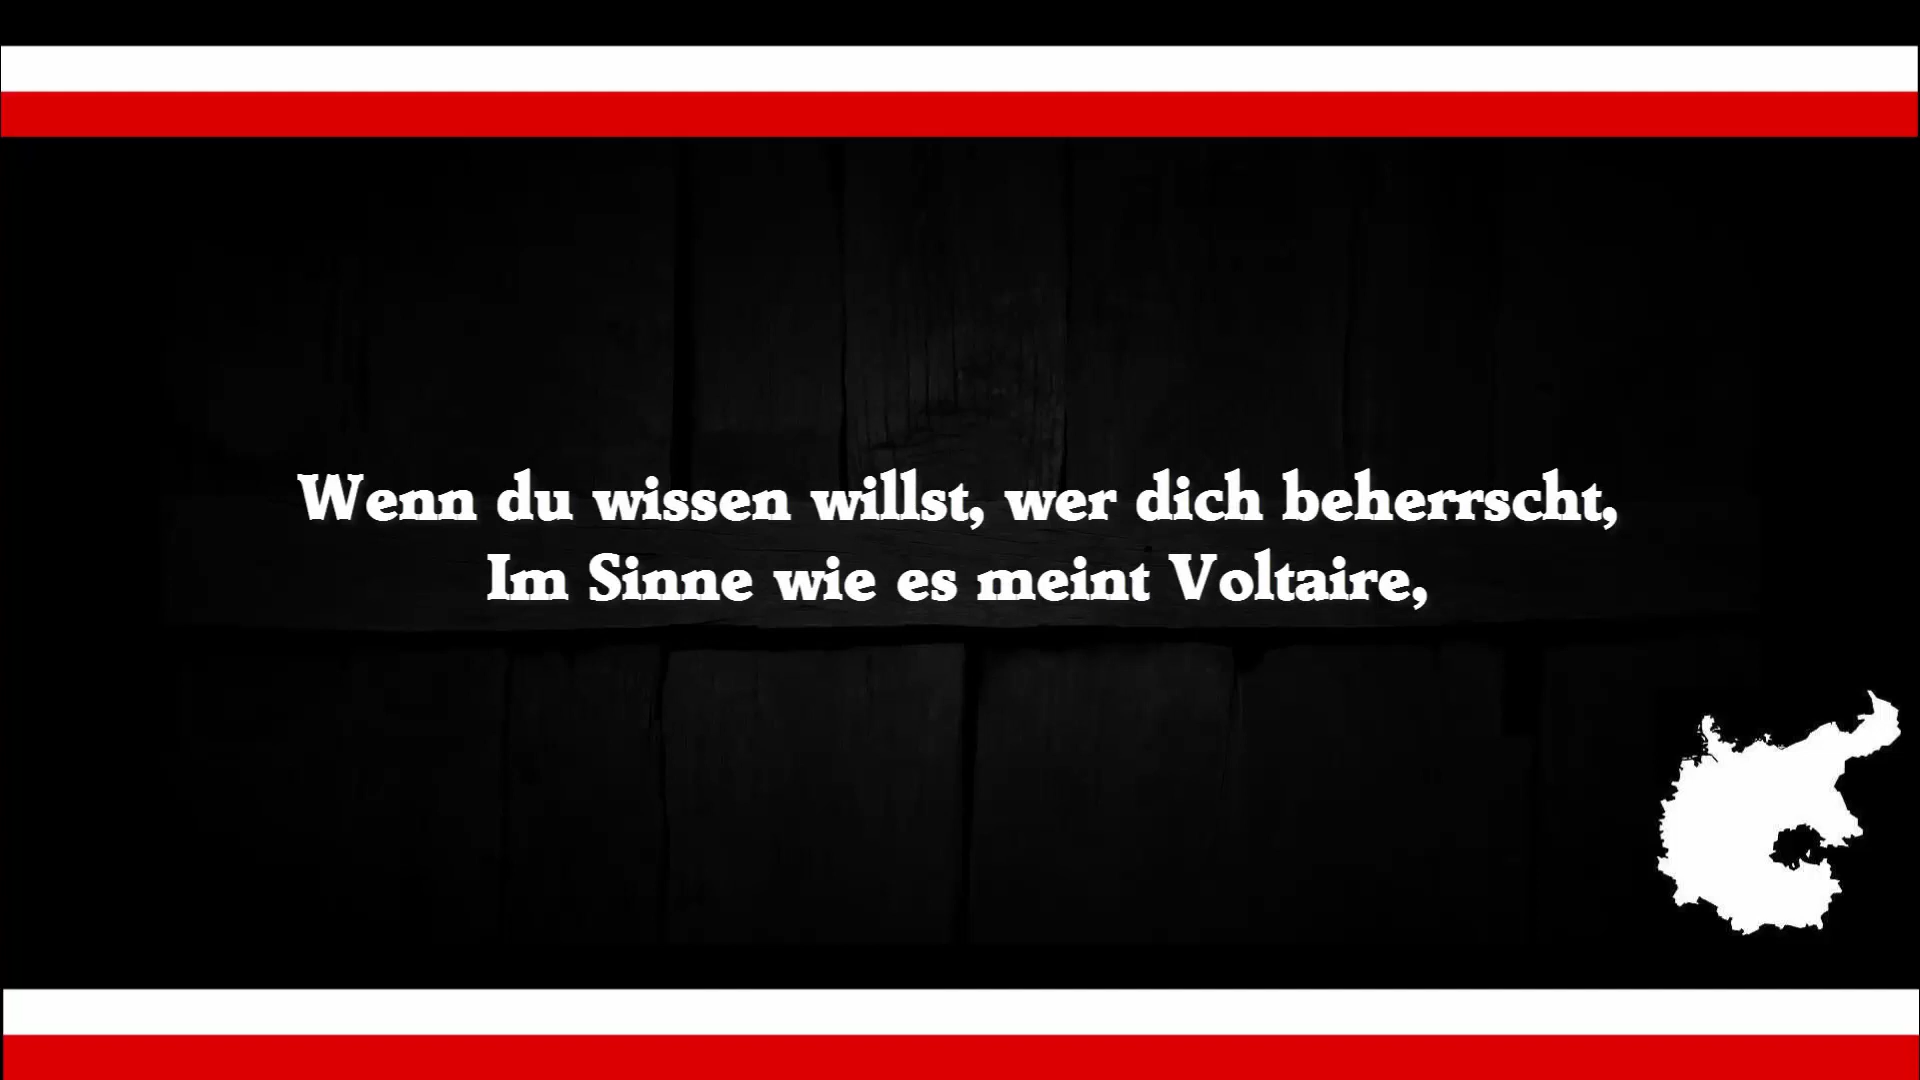 Wenn du wissen willst, wer dich beherrscht,
Im Sinne wie es meint Voltaire,